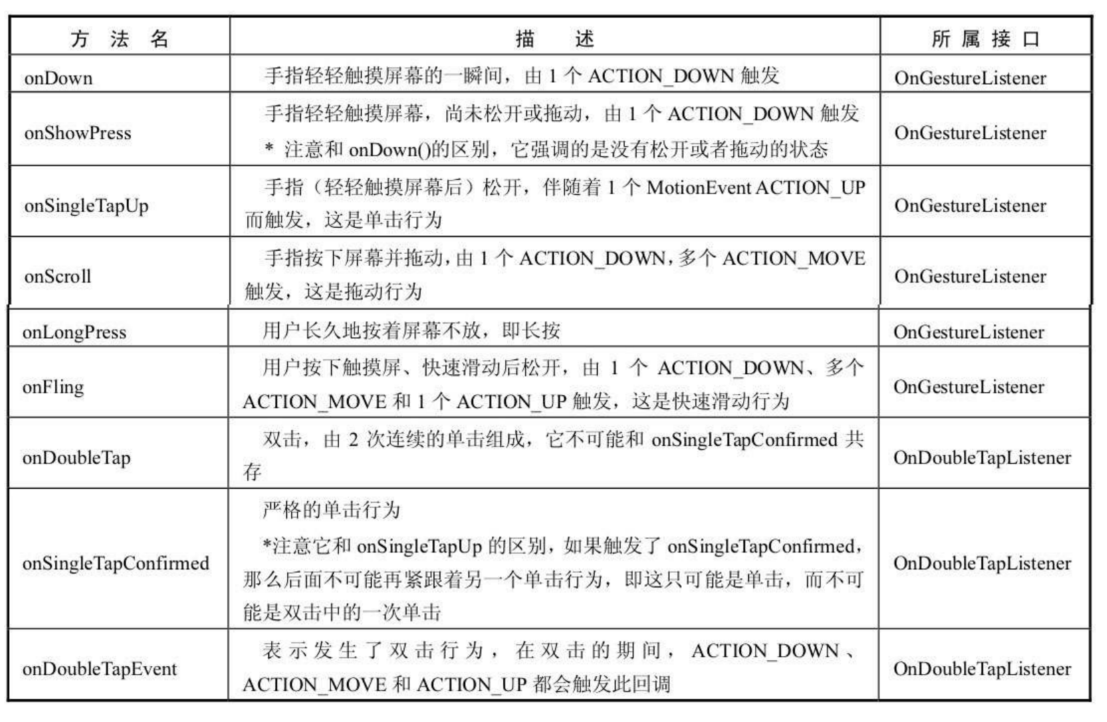 方 法 名 描 述 所 属 接 口
onDown 手指轻轻触摸屏幕的一瞬间，由 1 个 ACTION_DOWN 触发 OnGestureListener
手指轻轻触摸屏幕，尚未松开或拖动，由 1 个 ACTION_DOWN 触发
onShowPress OnGestureListener
* 注意和 onDown()的区别，它强调的是没有松开或者拖动的状态
手指（轻轻触摸屏幕后）松开，伴随着 1 个 MotionEvent ACTION_UP
onSingleTapUp OnGestureListener
而触发，这是单击行为
手指按下屏幕并拖动，由 1 个 ACTION_DOWN，多个 ACTION_MOVE
onScroll OnGestureListener
触发，这是拖动行为
onLongPress 用户长久地按着屏幕不放，即长按 OnGestureListener
用户按下触摸屏、快速滑动后松开，由 1 个 ACTION_DOWN、多个
onFling OnGestureListener
ACTION_MOVE 和 1 个 ACTION_UP 触发，这是快速滑动行为
双击，由 2 次连续的单击组成，它不可能和 onSingleTapConfirmed 共
onDoubleTap OnDoubleTapListener
存
严格的单击行为
*注意它和 onSingleTapUp 的区别，如果触发了 onSingleTapConfirmed，
onSingleTapConfirmed OnDoubleTapListener
那么后面不可能再紧跟着另一个单击行为，即这只可能是单击，而不可
能是双击中的一次单击
表示发生了双击行为，在双击的期间，ACTION_DOWN、
onDoubleTapEvent OnDoubleTapListener
ACTION_MOVE 和 ACTION_UP 都会触发此回调